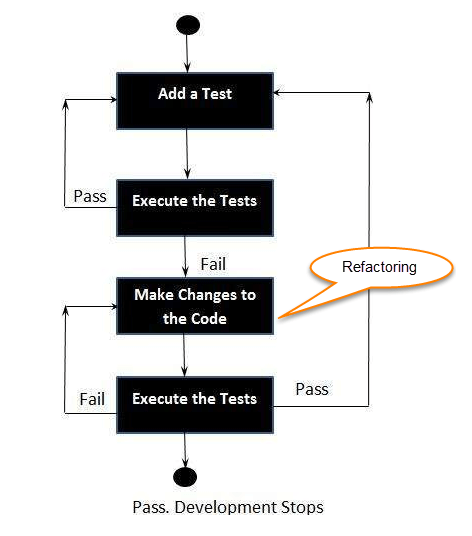 Add a Test
Pass
Execute the Tests
Fail
Refactoring
Make Changes to
the Code
Fail
Execute the Tests
Pass
Pass. Development Stops